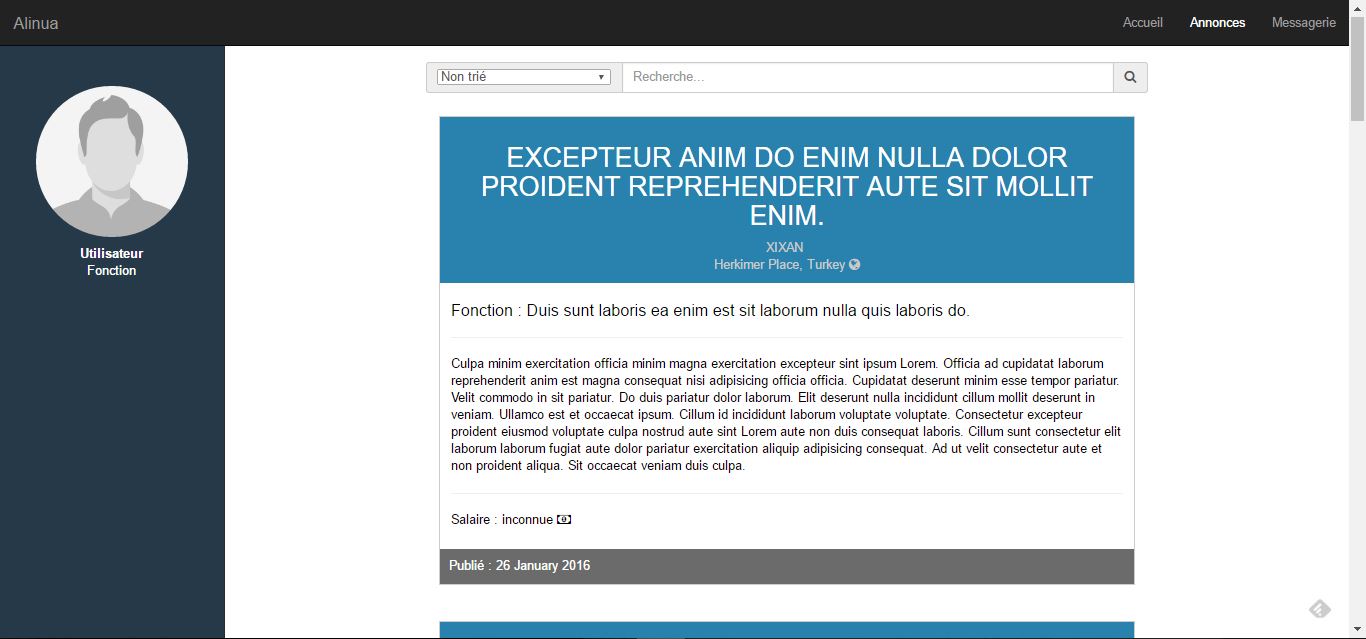 Alinua
Accueil
Annonces
Messagerie
Utilisateur
Fonction
Non trié
Recherche...
EXCEPTEUR ANIM DO ENIM NULLA DOLOR
PROIDENT REPREHENDERIT AUTE SIT MOLLIT
ENIM.
XIXAN
Herkimer Place, Turkey
Fonction : Duis sunt laboris ea enim est sit laborum nulla quis laboris do.
Culpa minim exercitation officia minim magna exercitation excepteur sint ipsum Lorem. Officia ad cupidatat laborum
reprehenderit anim est magna consequat nisi adipisicing officia officia. Cupidatat deserunt minim esse tempor pariatur.
Velit commodo in sit pariatur. Do duis pariatur dolor laborum. Elit deserunt nulla incididunt cillum mollit deserunt in
veniam. Ullamco est et occaecat ipsum. Cillum id incididunt laborum voluptate voluptate. Consectetur excepteur
proident eiusmod voluptate culpa nostrud aute sint Lorem aute non duis consequat laboris. Cillum sunt consectetur elit
laborum laborum fugiat aute dolor pariatur exercitation aliquip adipisicing consequat. Ad ut velit consectetur aute et
non proident aliqua. Sit occaecat veniam duis culpa.
Salaire : inconnue
Publié : 26 January 2016